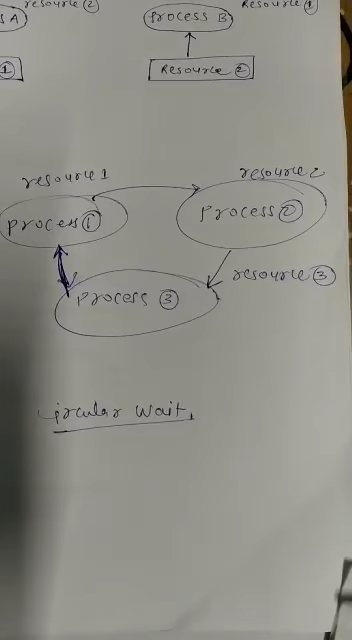 s A
resource ②
process B
Resource ①
①
Resource ②
resource 1
resource 2
process ①
process ②
process ③
resource ③
Circular wait,